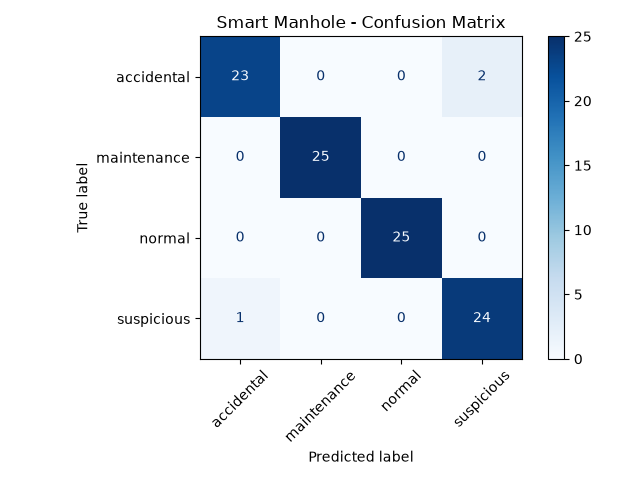 Smart Manhole - Confusion Matrix
True label
accidental 23 0 0 2
maintenance 0 25 0 0
normal 0 0 25 0
suspicious 1 0 0 24
accidental maintenance normal suspicious
Predicted label
25
20
15
10
5
0